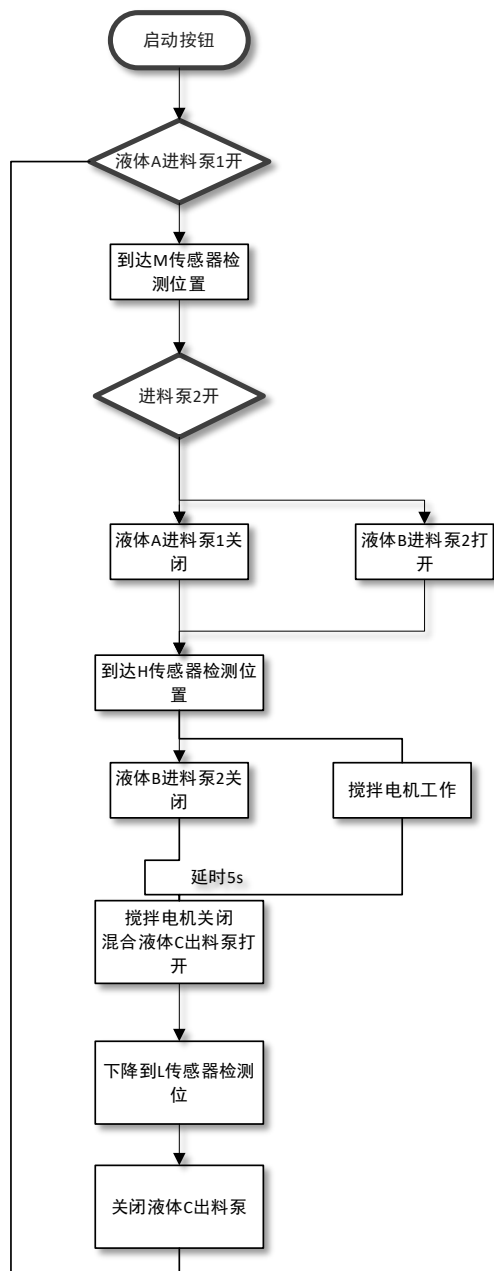 启动按钮
液体A进料泵1开
到达M传感器检
测位置
进料泵2开
液体A进料泵1关
闭
液体B进料泵2打
开
到达H传感器检测位
置
液体B进料泵2关
闭
搅拌电机工作
延时5s
搅拌电机关闭
混合液体C出料泵打
开
下降到L传感器检测
位
关闭液体C出料泵